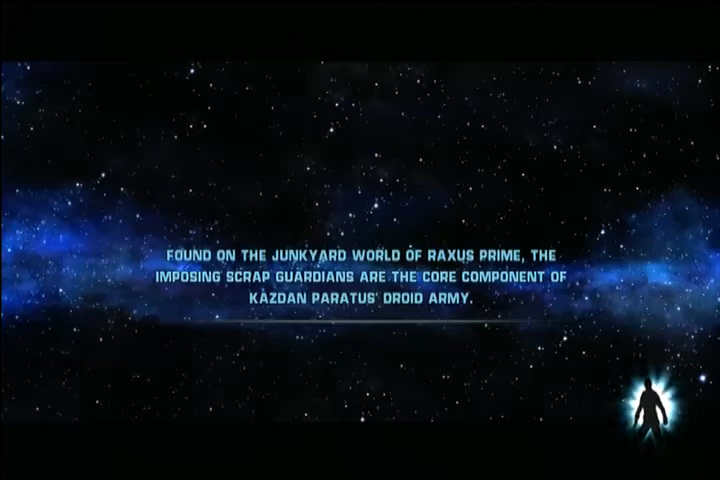 FOUND ON THE JUNKYARD WORLD OF RAXUS PRIME, THE
IMPOSING SCRAP GUARDIANS ARE THE CORE COMPONENT OF
KAZDAN PARATUS' DROID ARMY.